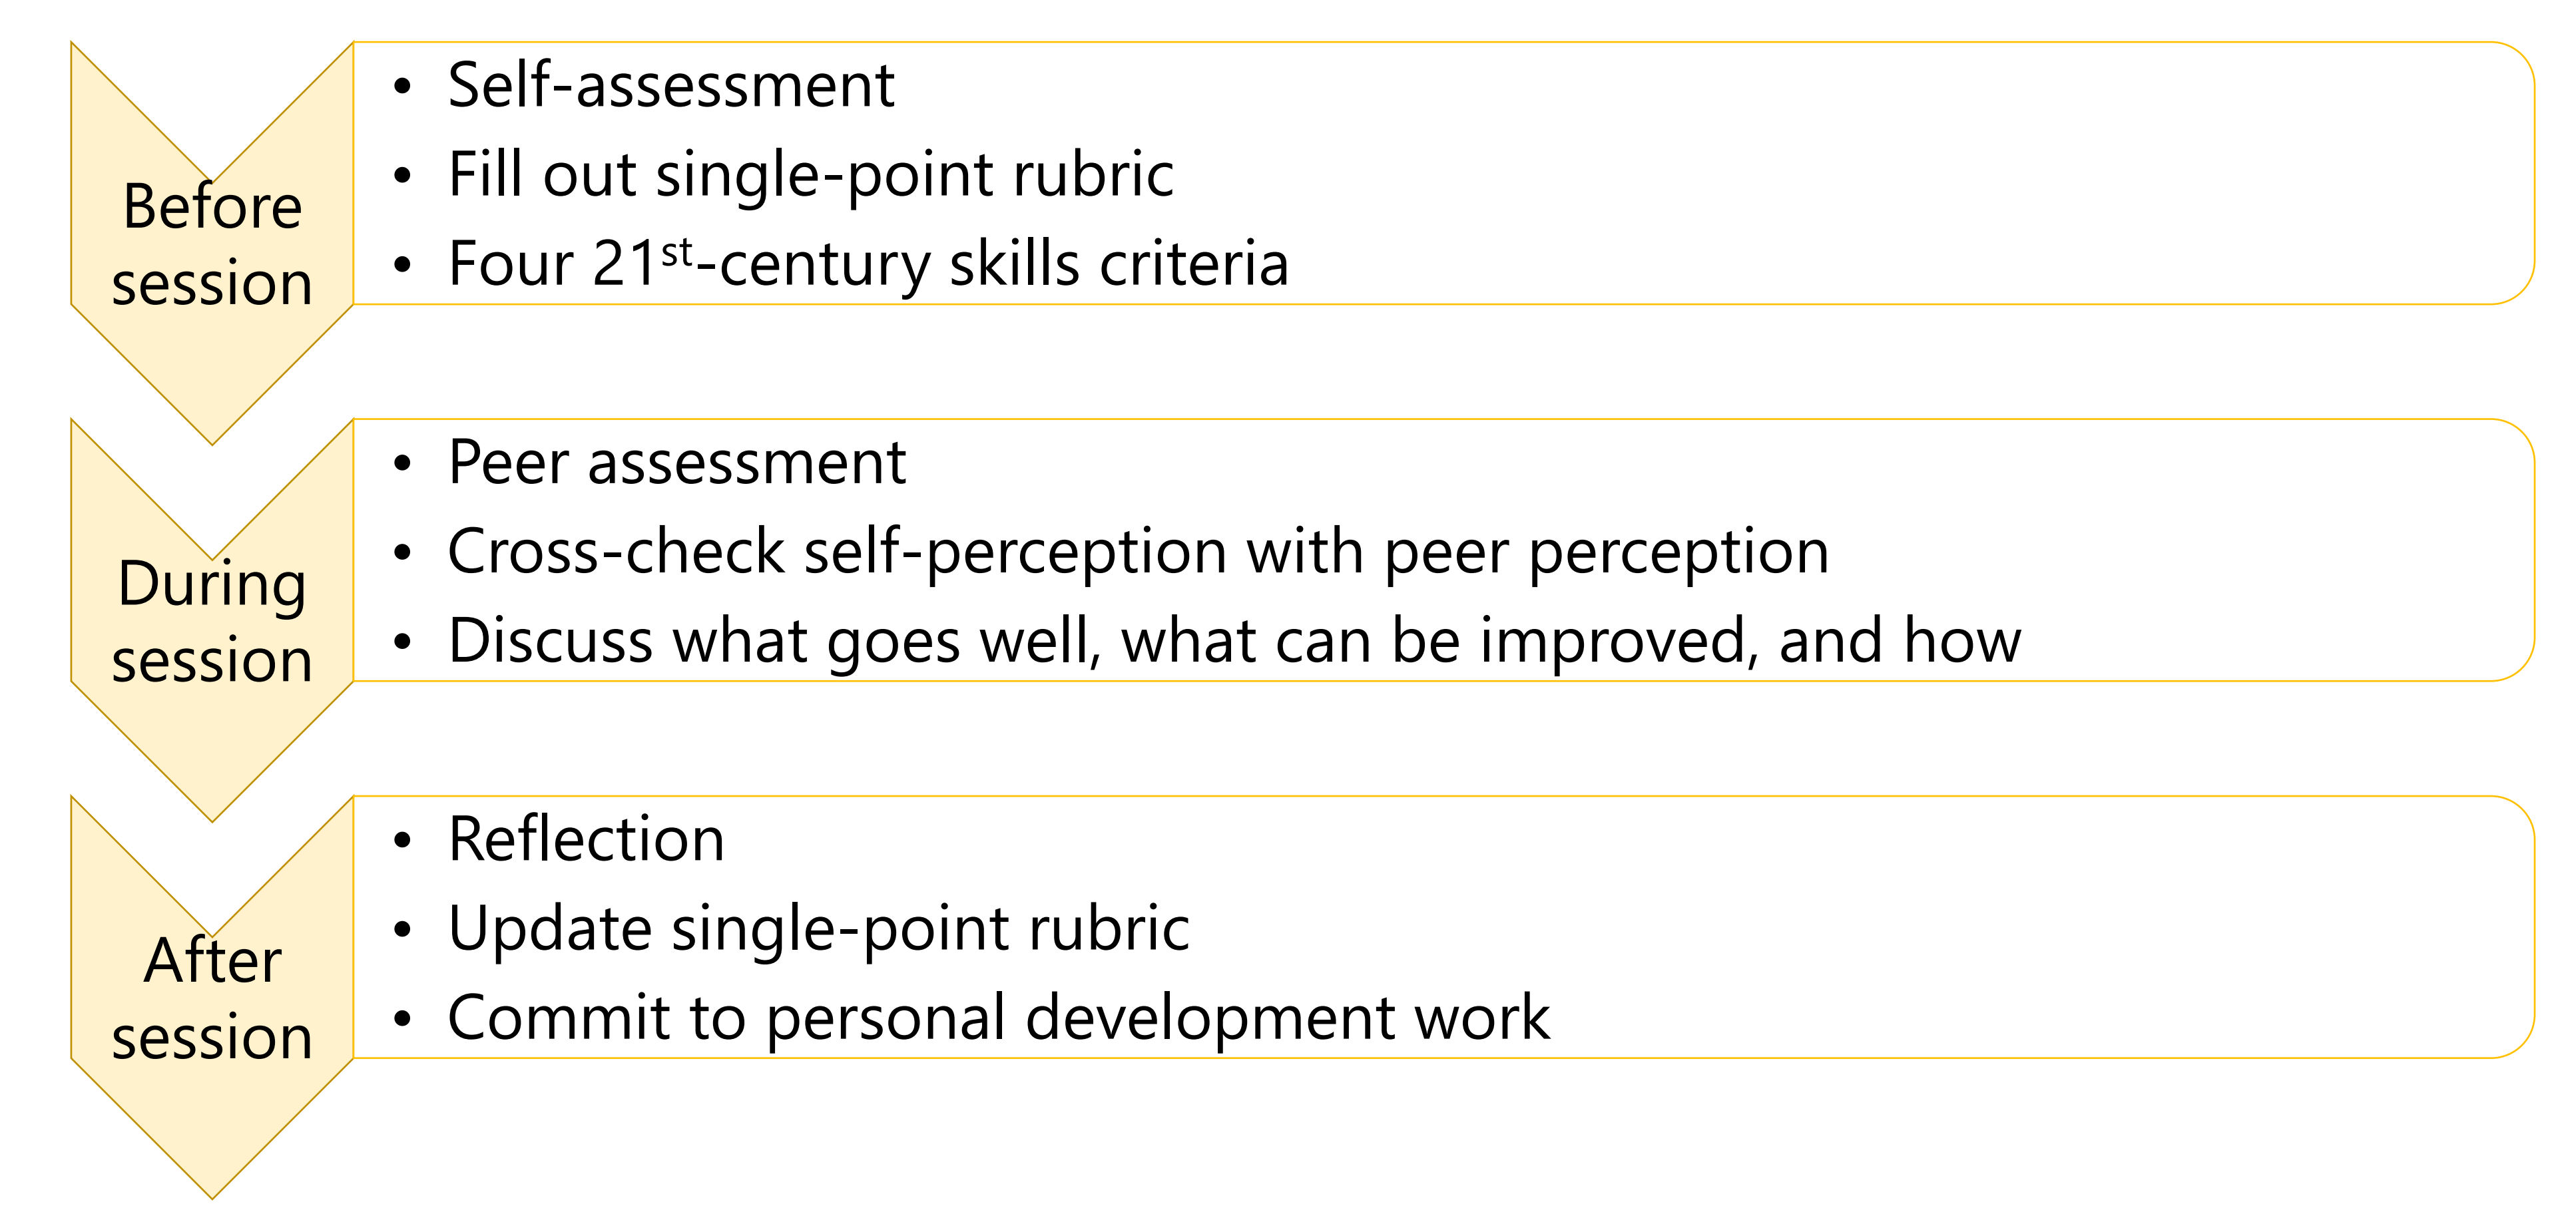 Before
session
• Self-assessment
• Fill out single-point rubric
• Four 21st-century skills criteria
During
session
• Peer assessment
• Cross-check self-perception with peer perception
• Discuss what goes well, what can be improved, and how
After
session
• Reflection
• Update single-point rubric
• Commit to personal development work